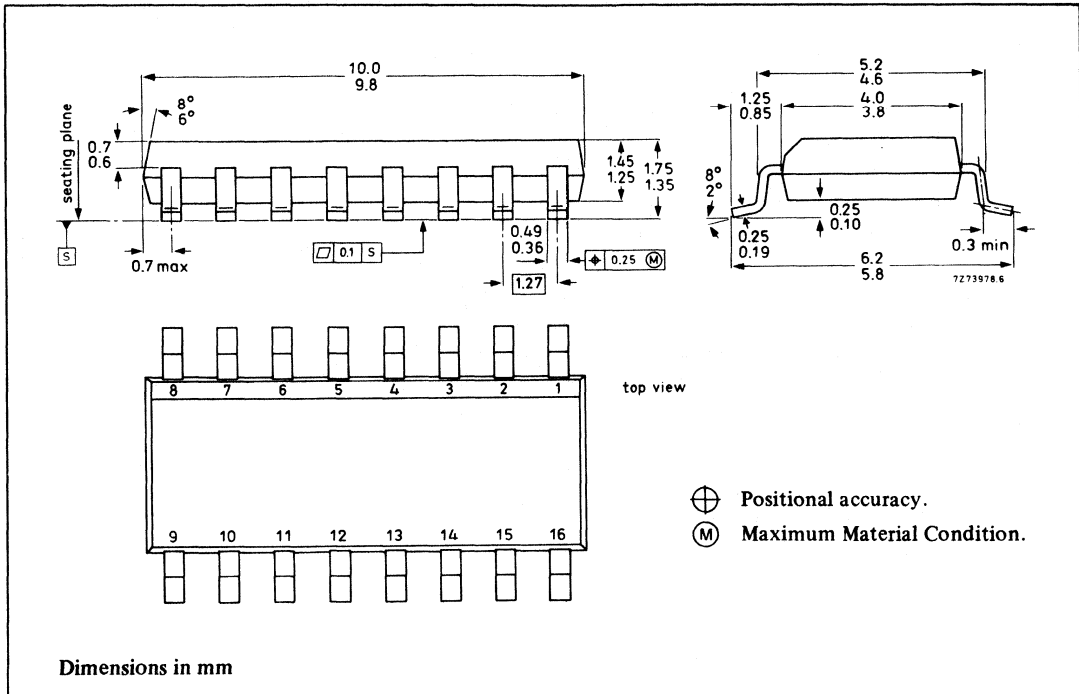 10.0
9.8
8°
6°
seating plane
0.7
0.6
1.45
1.25
1.75
1.35
S
0.7 max
0.1 S
0.49
0.36
0.25 M
1.27
5.2
4.6
1.25
0.85
4.0
3.8
8°
2°
0.25
0.19
0.25
0.10
0.3 min
6.2
5.8
7Z73978.6
8 7 6 5 4 3 2 1
top view
9 10 11 12 13 14 15 16
Positional accuracy.
M Maximum Material Condition.
Dimensions in mm